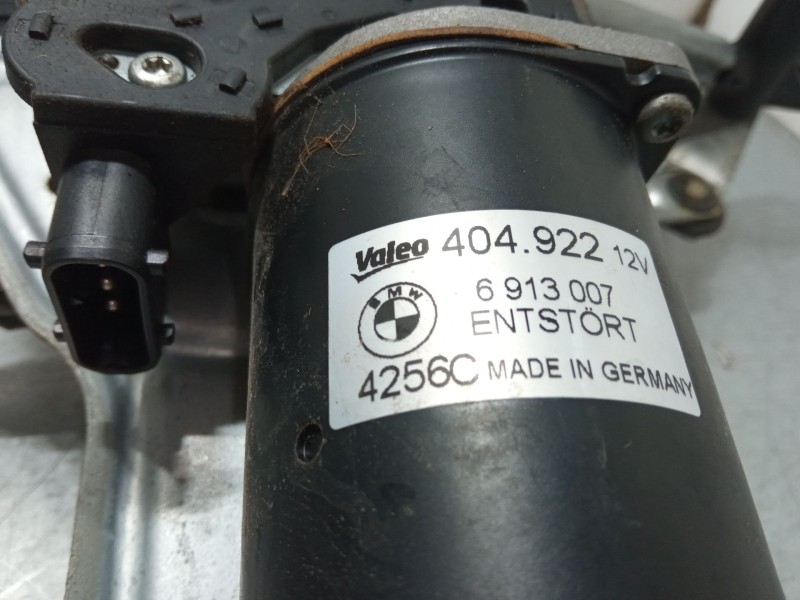 Valeo 404.922 12V
BMW
6 913 007
ENTSTÖRT
4256C MADE IN GERMANY